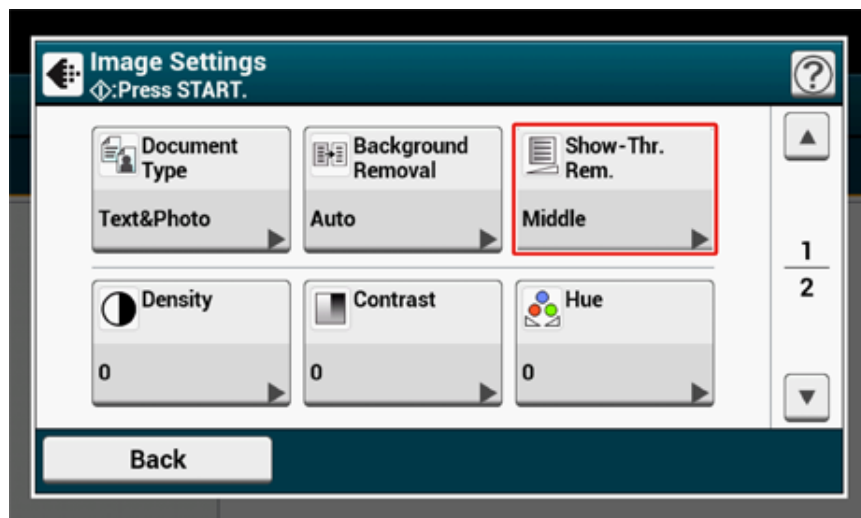 Image Settings
:Press START.
Document
Type
Text&Photo
Background
Removal
Auto
Show-Thr.
Rem.
Middle
1
2
Density
0
Contrast
0
Hue
0
Back